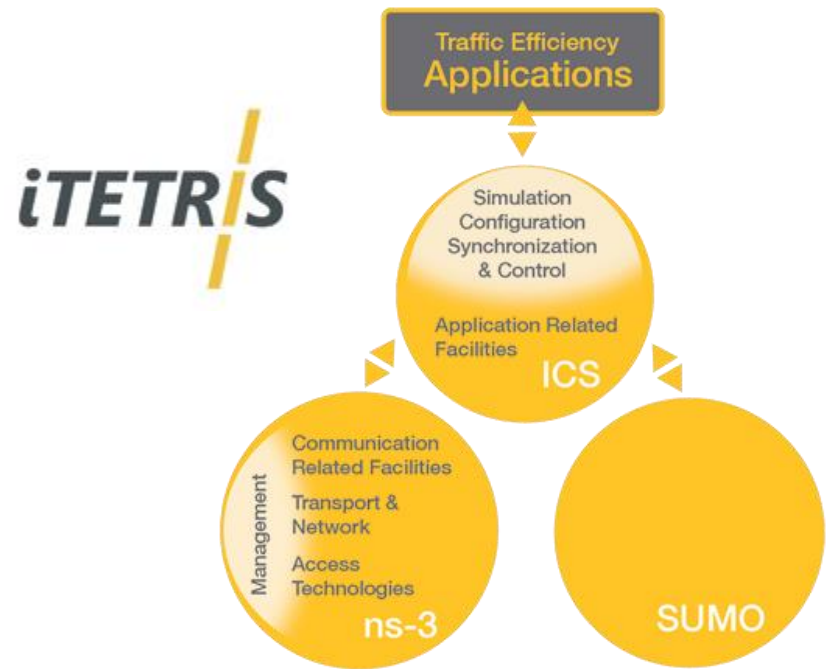 Traffic Efficiency
Applications
iTETRIS
Simulation
Configuration
Synchronization
& Control
Application Related
Facilities
ICS
Management
Communication
Related Facilities
Transport &
Network
Access
Technologies
ns-3
SUMO